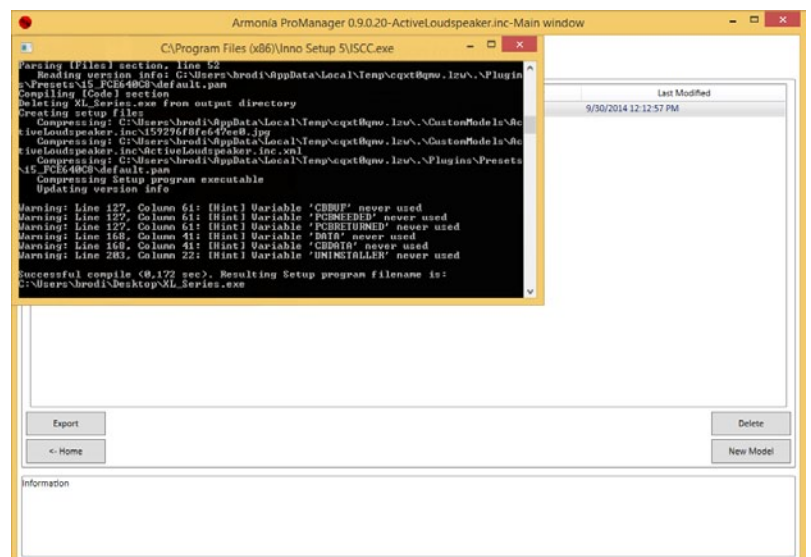 Armonía ProManager 0.9.0.20-ActiveLoudspeaker.inc-Main window
C:\Program Files (x86)\Inno Setup 5\ISCC.exe
Parsing [Files] section, line 52
Reading version info: C:\Users\brodi\AppData\Local\Temp\cqxt0qmv.lzw\.\Plugin
s\Presets\15_FCE640C8\default.pam
Compiling [Code] section
Deleting XL_Series.exe from output directory
Creating setup files
Compressing: C:\Users\brodi\AppData\Local\Temp\cqxt0qmv.lzw\.\CustomModels\Ac
tiveLoudspeaker.inc\159296f8fe647ee0.jpg
Compressing: C:\Users\brodi\AppData\Local\Temp\cqxt0qmv.lzw\.\CustomModels\Ac
tiveLoudspeaker.inc\ActiveLoudspeaker.inc.xml
Compressing: C:\Users\brodi\AppData\Local\Temp\cqxt0qmv.lzw\.\Plugins\Presets
\15_FCE640C8\default.pam
Compressing Setup program executable
Updating version info
Warning: Line 127, Column 61: [Hint] Variable 'CBBUF' never used
Warning: Line 127, Column 61: [Hint] Variable 'PCBNEEDED' never used
Warning: Line 127, Column 61: [Hint] Variable 'PCBRETURNED' never used
Warning: Line 168, Column 41: [Hint] Variable 'DATA' never used
Warning: Line 168, Column 41: [Hint] Variable 'CBDATA' never used
Warning: Line 203, Column 22: [Hint] Variable 'UNINSTALLER' never used
Successful compile (0,172 sec). Resulting Setup program filename is:
C:\Users\brodi\Desktop\XL_Series.exe
Last Modified
9/30/2014 12:12:57 PM
Export
Delete
<- Home
New Model
Information